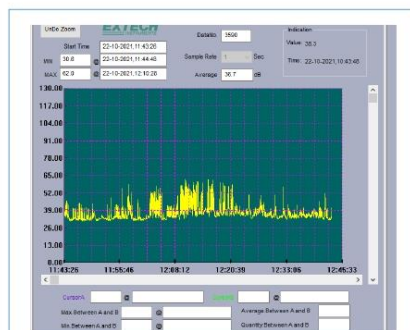 UnDo Zoom
EXTECH
DataNo 3590
Indication
Value: 38.3
Start Time 22-10-2021,11:43:26
Sample Rate 1 Sec
Time: 22-10-2021,10:43:46
MIN 30.6 @ 22-10-2021,11:44:48
MAX 62.9 @ 22-10-2021,12:10:28
Average 36.7 dB
130.00
117.00
104.00
91.00
78.00
65.00
52.00
39.00
26.00
13.00
0.00
11:43:26 11:55:46 12:08:12 12:20:39 12:33:06 12:45:33
CursorA @ @
Max Between A and B @ Average Between A and B
Min Between A and B @ Quantity Between A and B